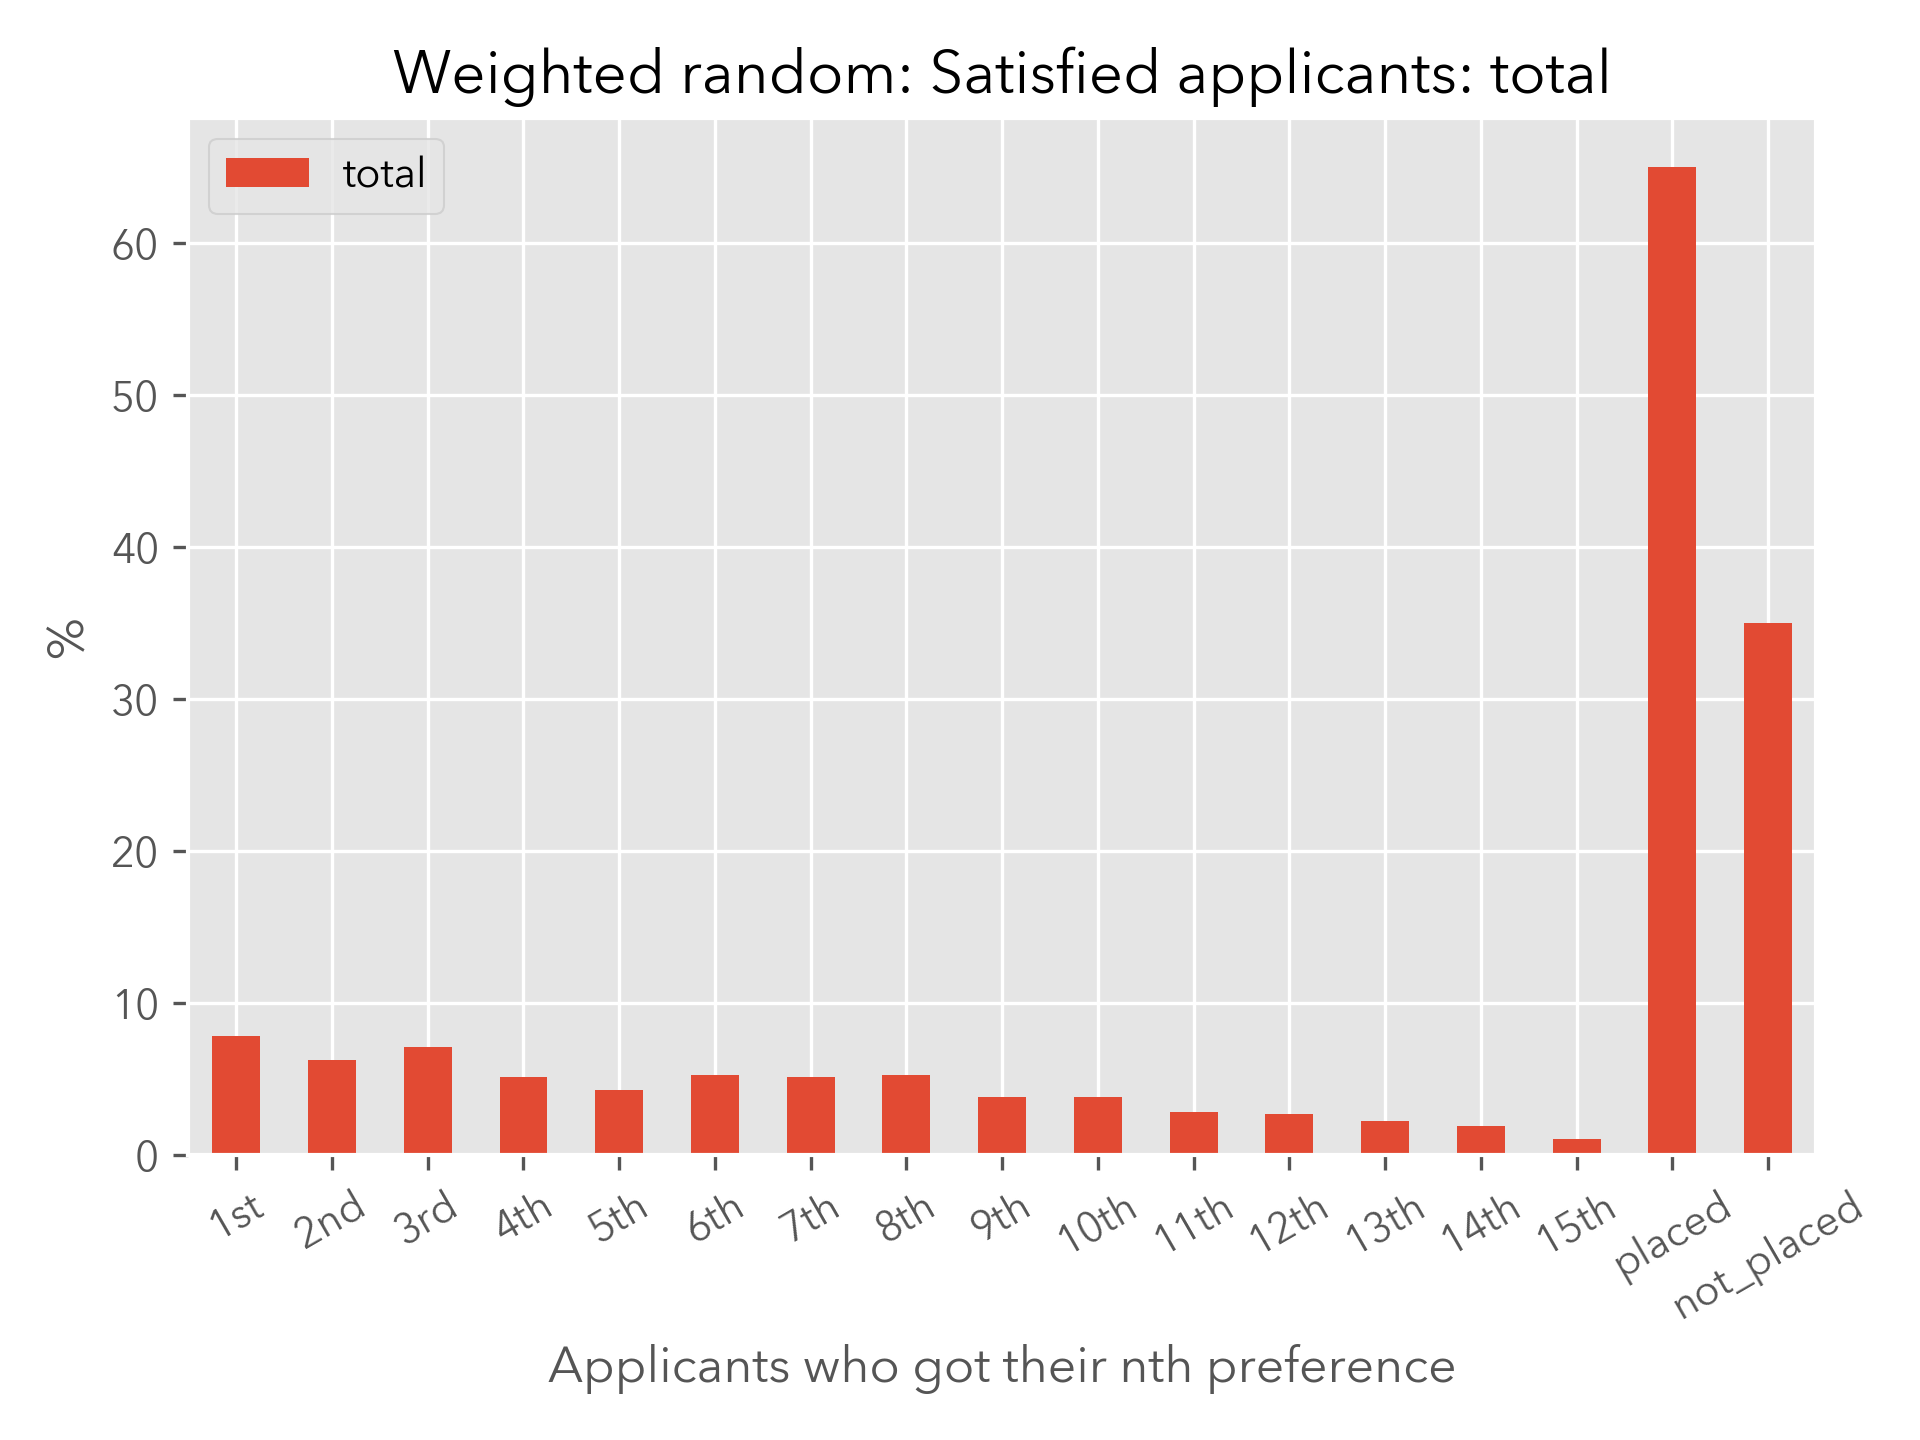 Weighted random: Satisfied applicants: total
total
60
50
40
30
20
10
0
%
1st
2nd
3rd
4th
5th
6th
7th
8th
9th
10th
11th
12th
13th
14th
15th
placed
not_placed
Applicants who got their nth preference